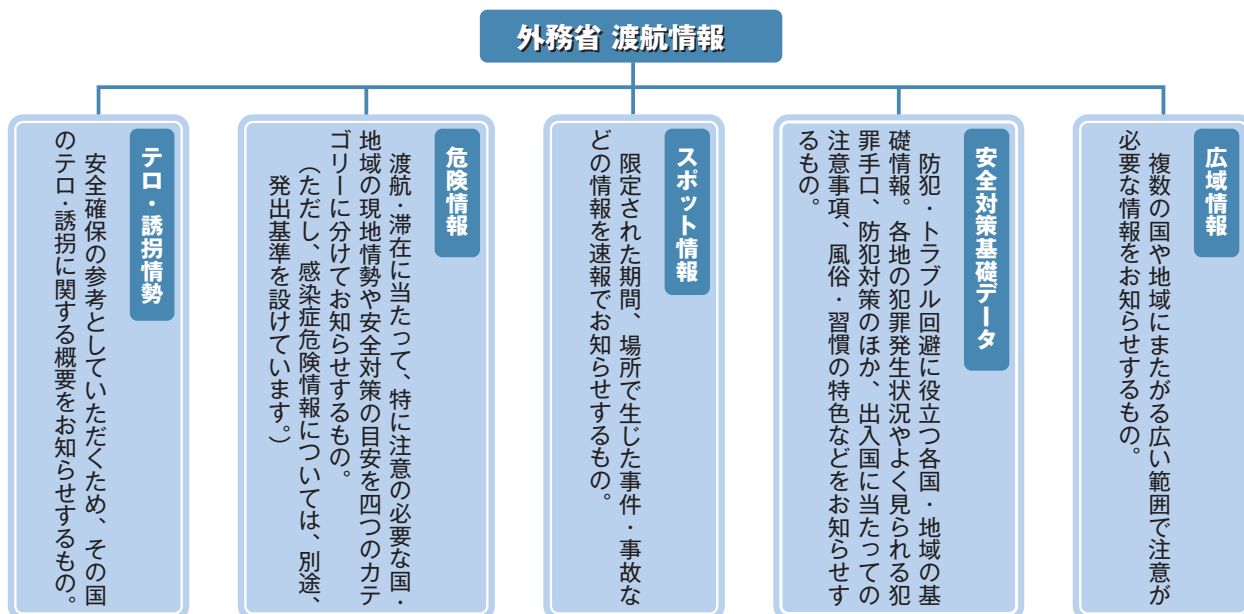 外務省 渡航情報
広域情報
複数の国や地域にまたがる広い範囲で注意が
必要な情報をお知らせするもの。
安全対策基礎データ
防犯・トラブル回避に役立つ各国・地域の基
礎情報。各地の犯罪発生状況やよく見られる犯
罪手口、防犯対策のほか、出入国に当たっての
注意事項、風俗・習慣の特色などをお知らせす
るもの。
スポット情報
限定された期間、場所で生じた事件・事故な
どの情報を速報でお知らせするもの。
危険情報
渡航・滞在に当たって、特に注意の必要な国・
地域の現地情勢や安全対策の目安を四つのカテ
ゴリーに分けてお知らせするもの。
（ただし、感染症危険情報については、別途、
発出基準を設けています。）
テロ・誘拐情勢
安全確保の参考としていただくため、その国
のテロ・誘拐に関する概要をお知らせするもの。